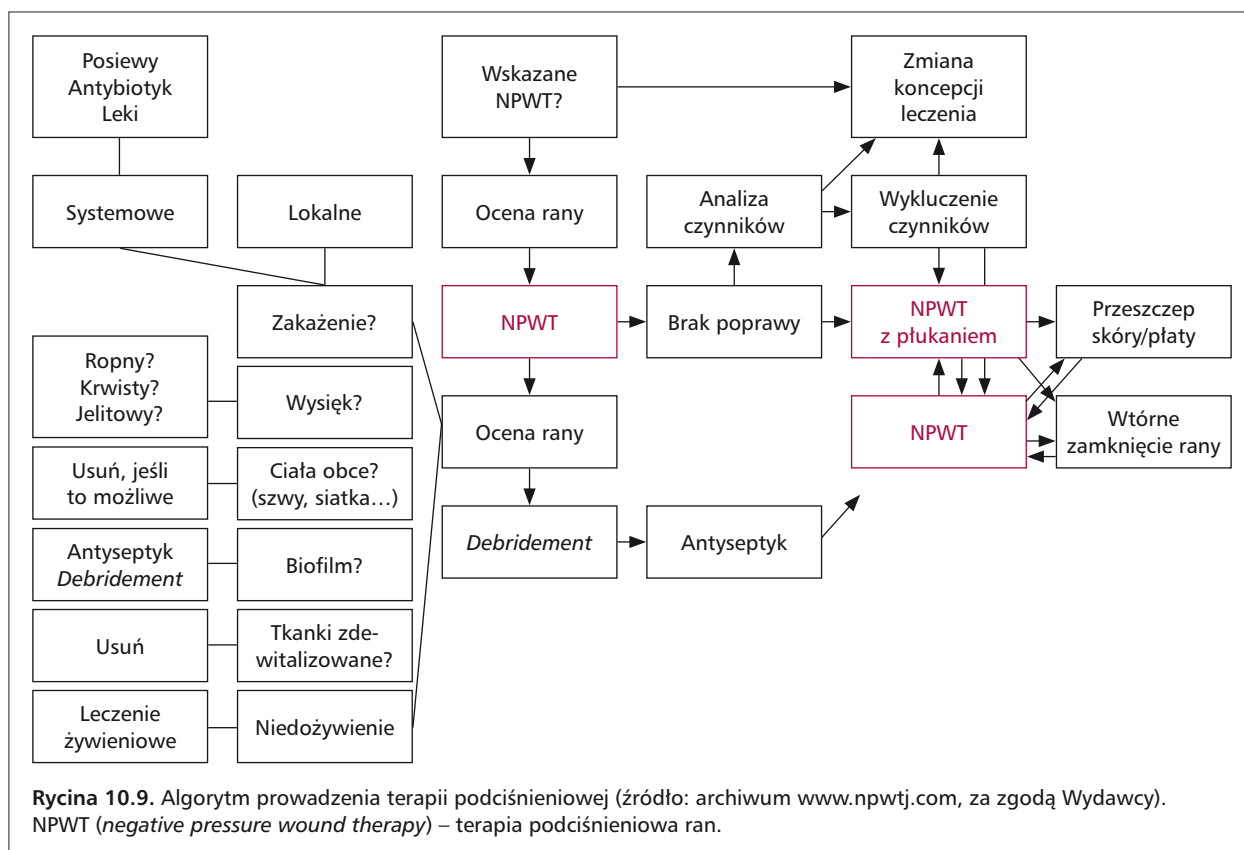 Posiewy
Antybiotyk
Leki
Wskazane
NPWT?
Zmiana
koncepcji
leczenia
Systemowe
Lokalne
Ocena rany
Analiza
czynników
Wykluczenie
czynników
Zakażenie?
NPWT
Brak poprawy
NPWT
z płukaniem
Przeszczep
skóry/płaty
Ropny?
Krwisty?
Jelitowy?
Wysięk?
Ocena rany
NPWT
Wtórne
zamknięcie rany
Usuń, jeśli
to możliwe
Ciała obce?
(szwy, siatka…)
Debridement
Antyseptyk
Antyseptyk
Debridement
Biofilm?
Usuń
Tkanki zde-
witalizowane?
Leczenie
żywieniowe
Niedożywienie
Rycina 10.9. Algorytm prowadzenia terapii podciśnieniowej (źródło: archiwum www.npwtj.com, za zgodą Wydawcy).
NPWT (negative pressure wound therapy) – terapia podciśnieniowa ran.